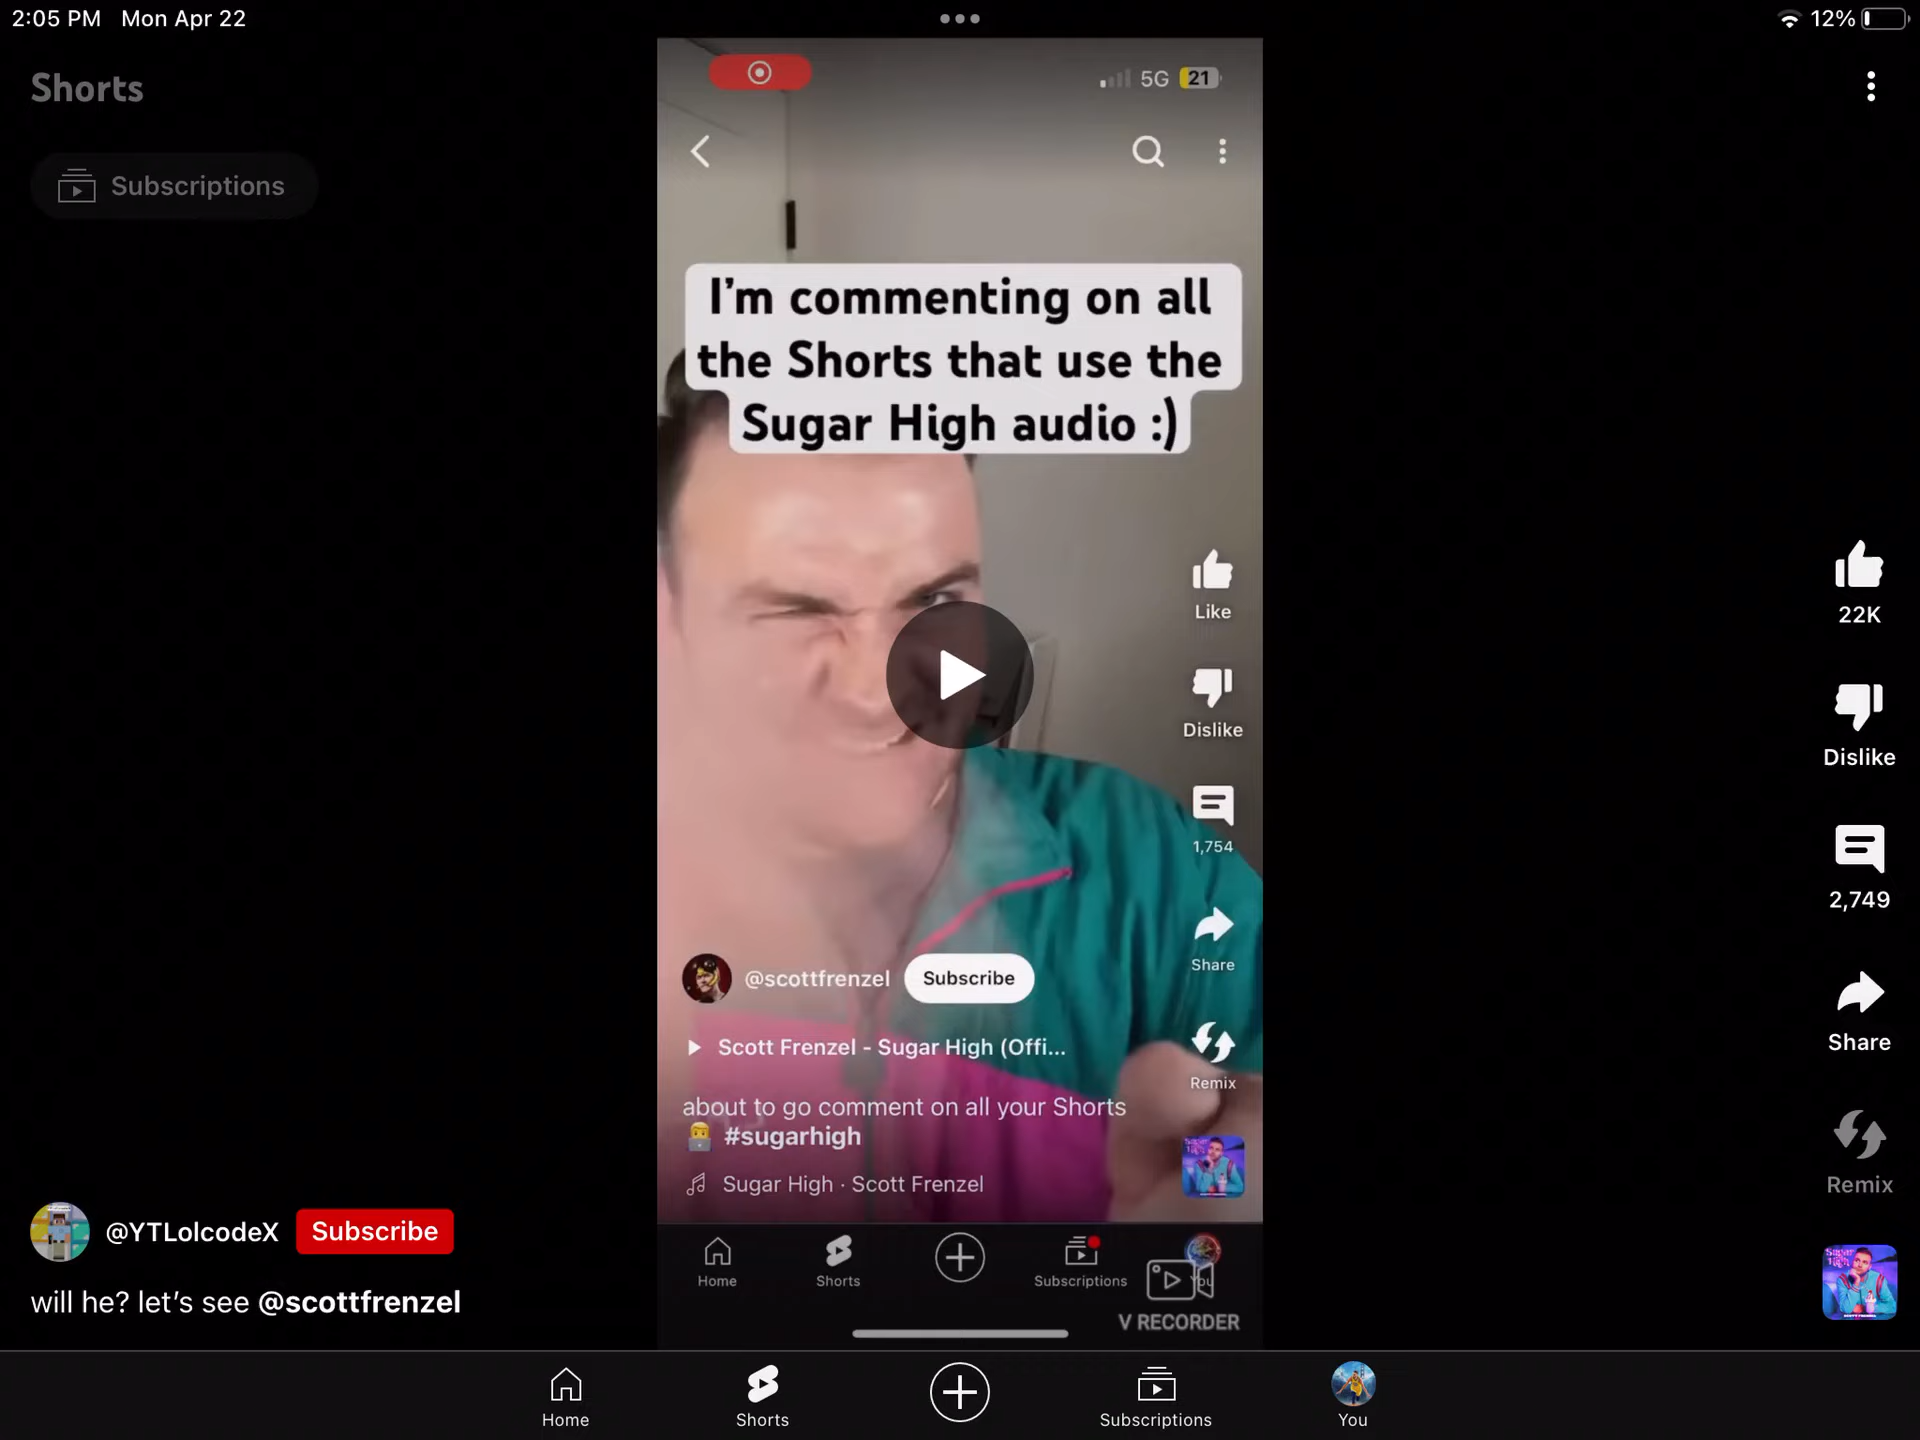 2:05 PM Mon Apr 22
12%
Shorts
Subscriptions
5G 21
I'm commenting on all
the Shorts that use the
Sugar High audio :)
Like
Dislike
1,754
Share
Remix
@scottfrenzel Subscribe
Scott Frenzel - Sugar High (Offi...
about to go comment on all your Shorts
#sugarhigh
Sugar High · Scott Frenzel
Home
Shorts
Subscriptions
You
V RECORDER
22K
Dislike
2,749
Share
Remix
@YTLolcodeX Subscribe
will he? let's see @scottfrenzel
Home
Shorts
Subscriptions
You